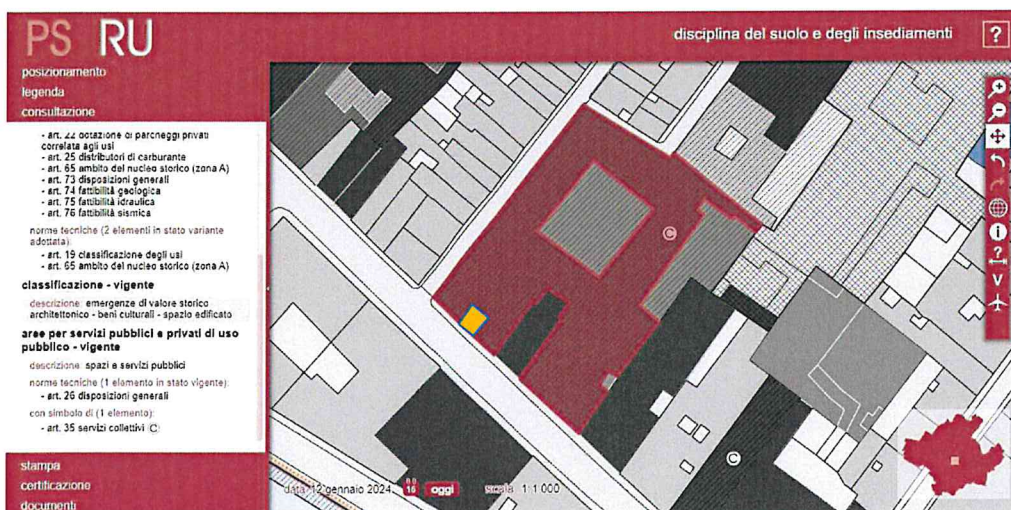 PS RU
disciplina del suolo e degli insediamenti
?
posizionamento
legenda
consultazione
- art. 22 dotazione di parcheggi privati
correlata agli usi
- art. 25 distributori di carburante
- art. 65 ambito del nucleo storico (zona A)
- art. 73 disposizioni generali
- art. 74 fattibilità geologica
- art. 75 fattibilità idraulica
- art. 76 fattibilità sismica
norme tecniche (2 elementi in stato variante
adottata):
- art. 19 classificazione degli usi
- art. 65 ambito del nucleo storico (zona A)
classificazione - vigente
descrizione: emergenze di valore storico
architettonico - beni culturali - spazio edificato
aree per servizi pubblici e privati di uso
pubblico - vigente
descrizione: spazi e servizi pubblici
norme tecniche (1 elemento in stato vigente):
- art. 26 disposizioni generali
con simbolo di (1 elemento):
- art. 35 servizi collettivi C
stampa
certificazione
documenti
C
C
i
?
V
data: 12 gennaio 2024
16
oggi
scala: 1:1 000